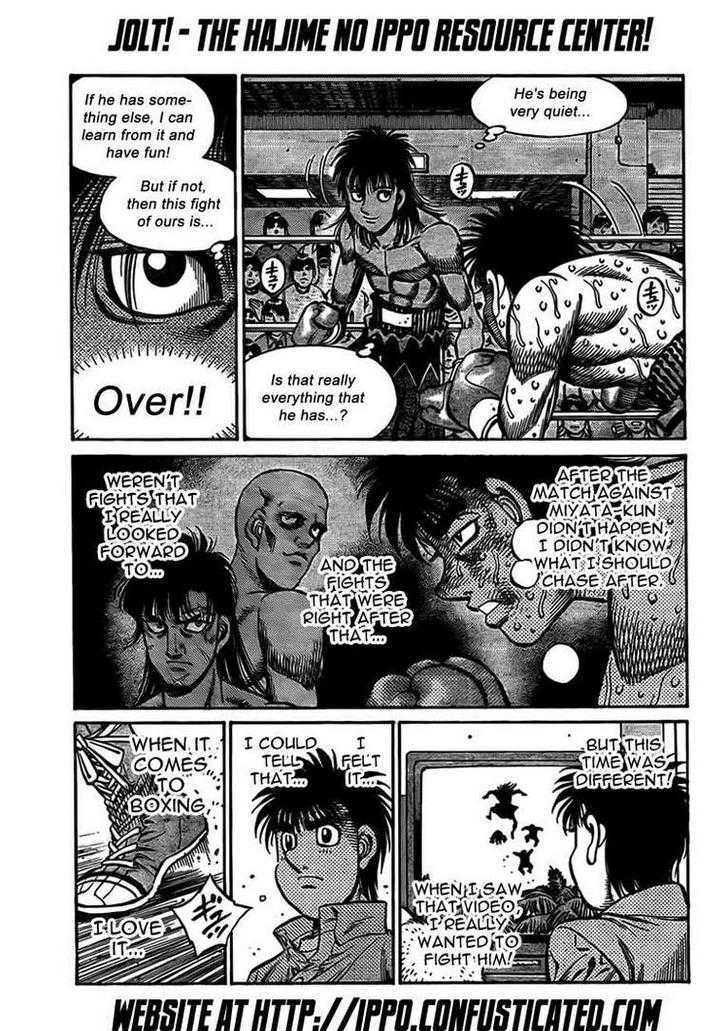 JOLT! - THE HAJIME NO IPPO RESOURCE CENTER!
He's being
very quiet...
Is that really
everything that
he has...?
If he has some-
thing else, I can
learn from it and
have fun!
But if not,
then this fight
of ours is...
Over!!
AFTER THE
MATCH AGAINST
MIYATA-KUN
DIDN'T HAPPEN,
I DIDN'T KNOW
WHAT I SHOULD
CHASE AFTER.
AND THE
FIGHTS
THAT WERE
RIGHT AFTER
THAT...
WEREN'T
FIGHTS THAT
I REALLY
LOOKED
FORWARD
TO...
BUT THIS
TIME WAS
DIFFERENT!
WHEN I SAW
THAT VIDEO
I REALLY
WANTED TO
FIGHT HIM!
I
FELT
IT...
I COULD
TELL
THAT...
WHEN IT
COMES
TO
BOXING
I LOVE
IT...
WEBSITE AT HTTP://IPPO.CONFUSTICATED.COM